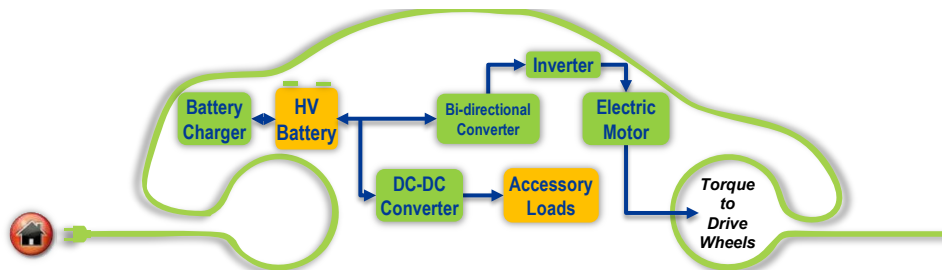 Battery
Charger
HV
Battery
Bi-directional
Converter
Inverter
Electric
Motor
DC-DC
Converter
Accessory
Loads
Torque
to
Drive
Wheels